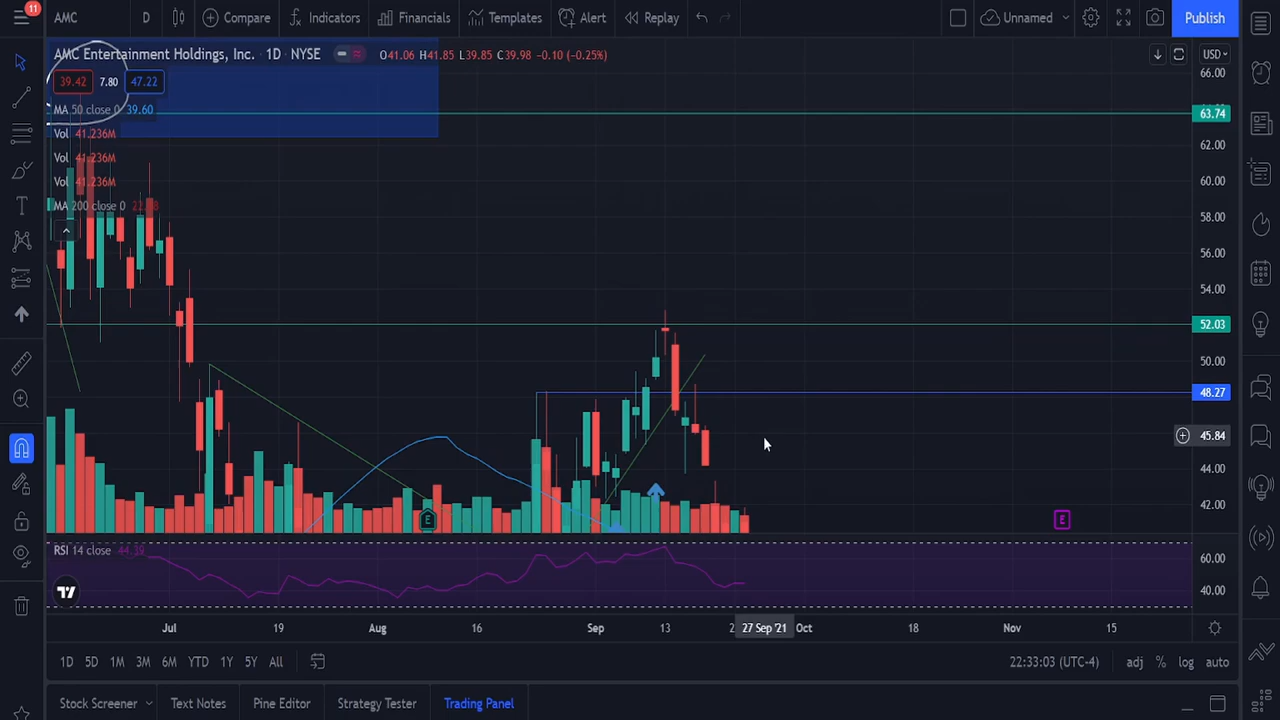 11
AMC D Compare Indicators Financials Templates Alert Replay Unnamed Publish
AMC Entertainment Holdings, Inc. · 1D · NYSE O41.06 H41.85 L39.85 C39.98 -0.10 (-0.25%) USD
66.00
39.42 7.80 47.22
MA 50 close 0 39.60
63.74
Vol 41.236M
62.00
Vol 41.236M
Vol 41.236M
60.00
MA 200 close 0
58.00
56.00
54.00
52.03
50.00
48.27
45.84
44.00
42.00
E E
RSI 14 close 44.39
60.00
40.00
Jul 19 Aug 16 Sep 13 27 Sep '21 Oct 18 Nov 15
1D 5D 1M 3M 6M YTD 1Y 5Y All 22:33:03 (UTC-4) adj % log auto
Stock Screener Text Notes Pine Editor Strategy Tester Trading Panel